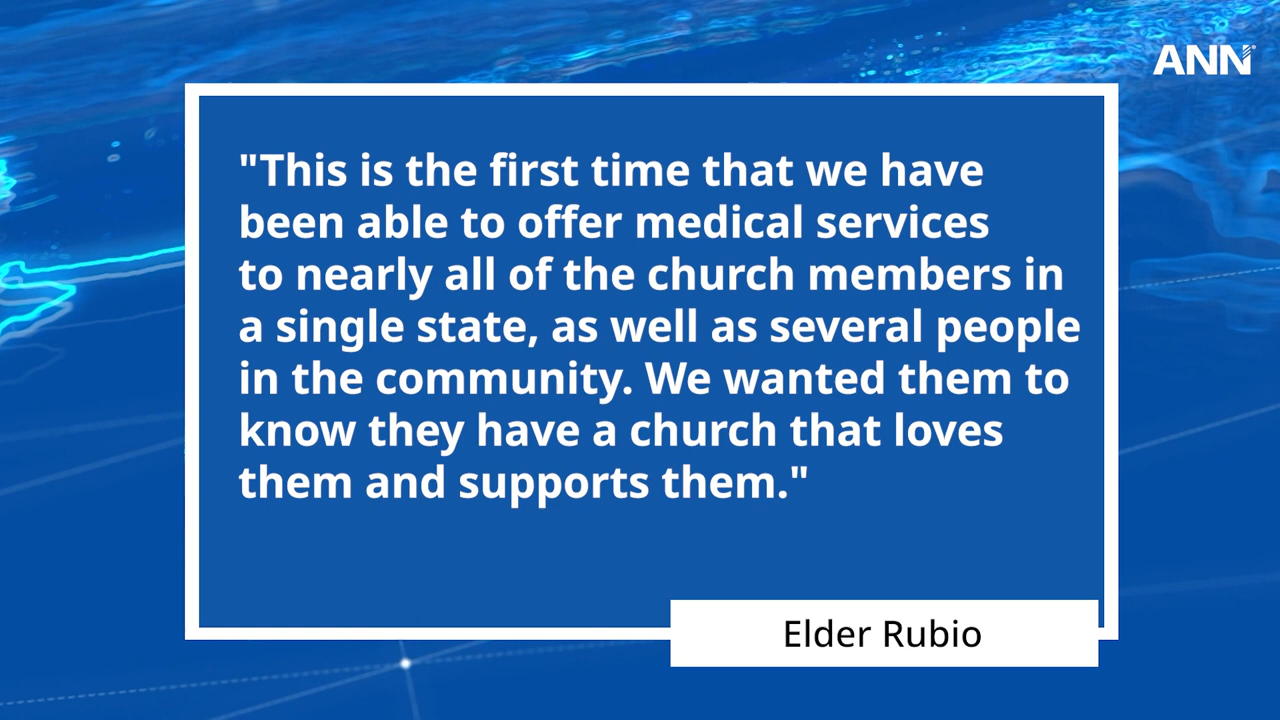 ANN
"This is the first time that we have
been able to offer medical services
to nearly all of the church members in
a single state, as well as several people
in the community. We wanted them to
know they have a church that loves
them and supports them."
Elder Rubio